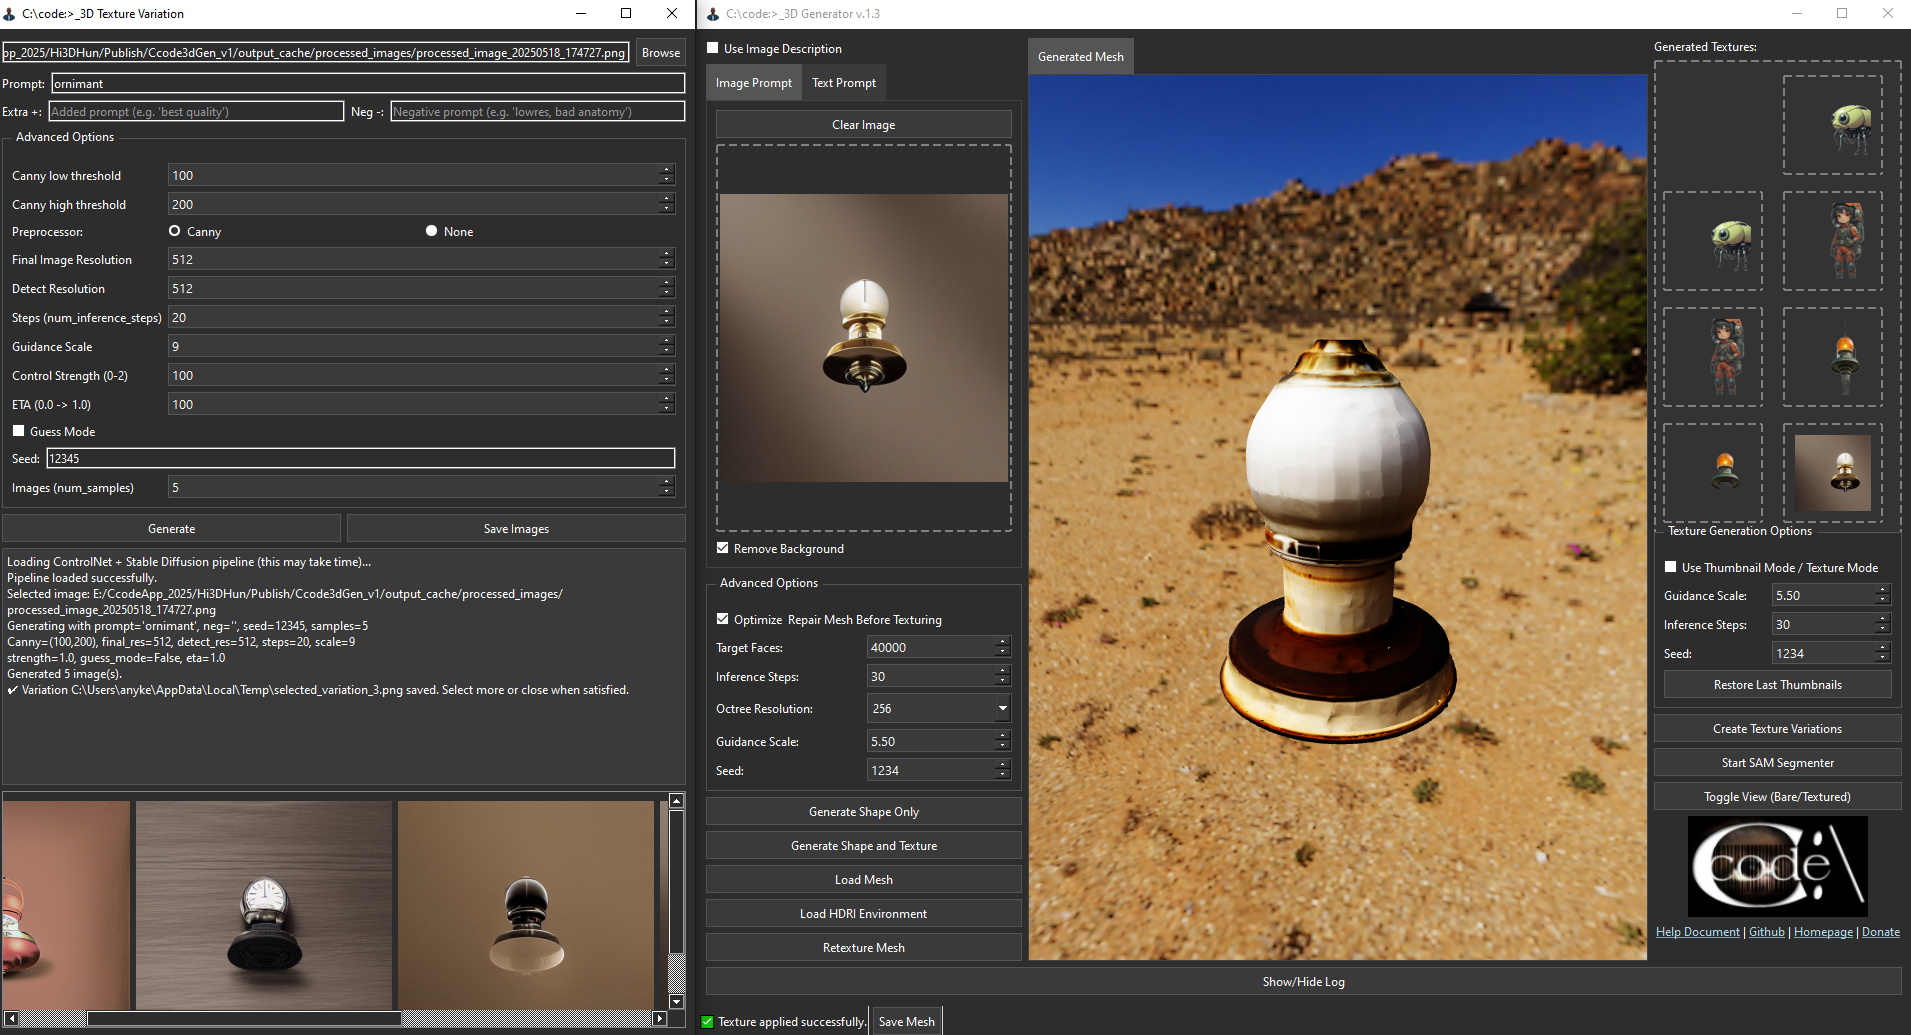 C:\code:>_3D Texture Variation
pp_2025/Hi3DHun/Publish/Ccode3dGen_v1/output_cache/processed_images/processed_image_20250518_174727.png
Browse
Prompt:
ornimant
Extra +:
Added prompt (e.g. 'best quality')
Neg -:
Negative prompt (e.g. 'lowres, bad anatomy')
Advanced Options
Canny low threshold
100
Canny high threshold
200
Preprocessor:
Canny
None
Final Image Resolution
512
Detect Resolution
512
Steps (num_inference_steps)
20
Guidance Scale
9
Control Strength (0-2)
100
ETA (0.0 -> 1.0)
100
Guess Mode
Seed:
12345
Images (num_samples)
5
Generate
Save Images
Loading ControlNet + Stable Diffusion pipeline (this may take time)...
Pipeline loaded successfully.
Selected image: E:/CcodeApp_2025/Hi3DHun/Publish/Ccode3dGen_v1/output_cache/processed_images/
processed_image_20250518_174727.png
Generating with prompt='ornimant', neg='', seed=12345, samples=5
Canny=(100,200), final_res=512, detect_res=512, steps=20, scale=9
strength=1.0, guess_mode=False, eta=1.0
Generated 5 image(s).
✔ Variation C:\Users\anyke\AppData\Local\Temp\selected_variation_3.png saved. Select more or close when satisfied.
C:\code:>_3D Generator v.1.3
Use Image Description
Image Prompt
Text Prompt
Clear Image
Remove Background
Advanced Options
Optimize Repair Mesh Before Texturing
Target Faces:
40000
Inference Steps:
30
Octree Resolution:
256
Guidance Scale:
5.50
Seed:
1234
Generate Shape Only
Generate Shape and Texture
Load Mesh
Load HDRI Environment
Retexture Mesh
Generated Mesh
Generated Textures:
Texture Generation Options
Use Thumbnail Mode / Texture Mode
Guidance Scale:
5.50
Inference Steps:
30
Seed:
1234
Restore Last Thumbnails
Create Texture Variations
Start SAM Segmenter
Toggle View (Bare/Textured)
Ccode:\
Help Document | Github | Homepage | Donate
Show/Hide Log
Texture applied successfully.
Save Mesh